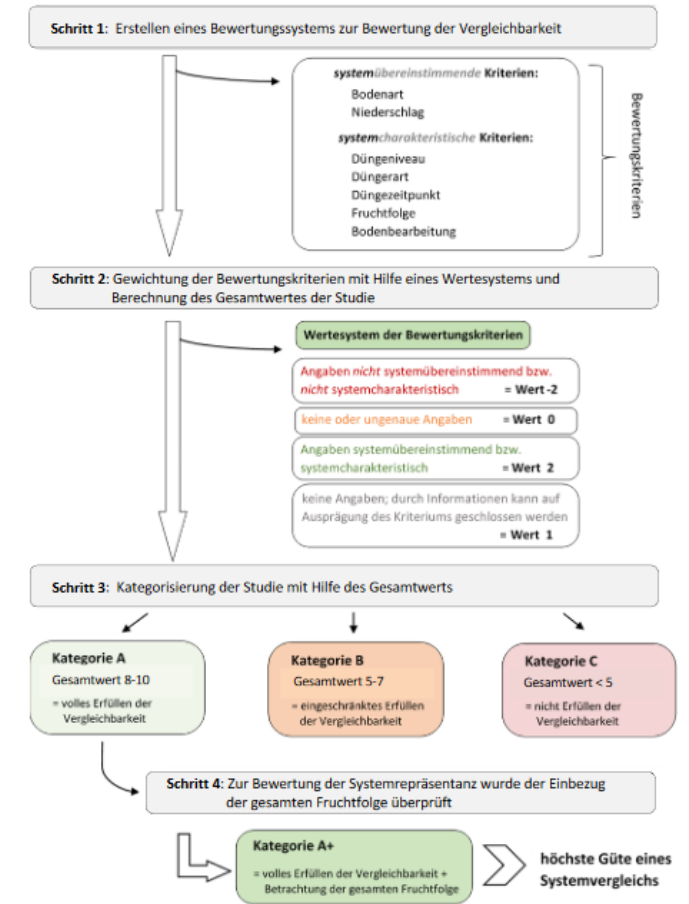 Schritt 1: Erstellen eines Bewertungssystems zur Bewertung der Vergleichbarkeit
systemübereinstimmende Kriterien:
Bodenart
Niederschlag
systemcharakteristische Kriterien:
Düngeniveau
Düngerart
Düngezeitpunkt
Fruchtfolge
Bodenbearbeitung
Bewertungskriterien
Schritt 2: Gewichtung der Bewertungskriterien mit Hilfe eines Wertesystems und
Berechnung des Gesamtwertes der Studie
Wertesystem der Bewertungskriterien
Angaben nicht systemübereinstimmend bzw.
nicht systemcharakteristisch = Wert -2
keine oder ungenaue Angaben = Wert 0
Angaben systemübereinstimmend bzw.
systemcharakteristisch = Wert 2
keine Angaben; durch Informationen kann auf
Ausprägung des Kriteriums geschlossen werden
= Wert 1
Schritt 3: Kategorisierung der Studie mit Hilfe des Gesamtwerts
Kategorie A
Gesamtwert 8-10
= volles Erfüllen der
Vergleichbarkeit
Kategorie B
Gesamtwert 5-7
= eingeschränktes Erfüllen
der Vergleichbarkeit
Kategorie C
Gesamtwert < 5
= nicht Erfüllen der
Vergleichbarkeit
Schritt 4: Zur Bewertung der Systemrepräsentanz wurde der Einbezug
der gesamten Fruchtfolge überprüft
Kategorie A+
= volles Erfüllen der Vergleichbarkeit +
Betrachtung der gesamten Fruchtfolge
höchste Güte eines
Systemvergleichs